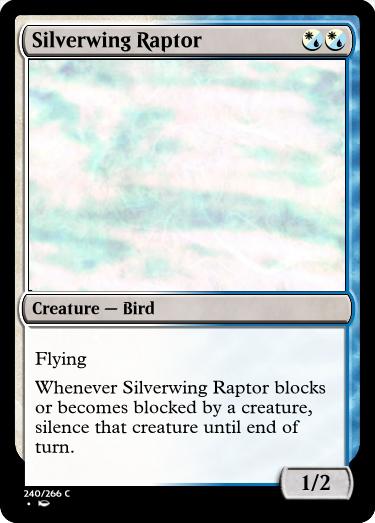 Silverwing Raptor
Creature — Bird
Flying
Whenever Silverwing Raptor blocks
or becomes blocked by a creature,
silence that creature until end of
turn.
1/2
240/266 C